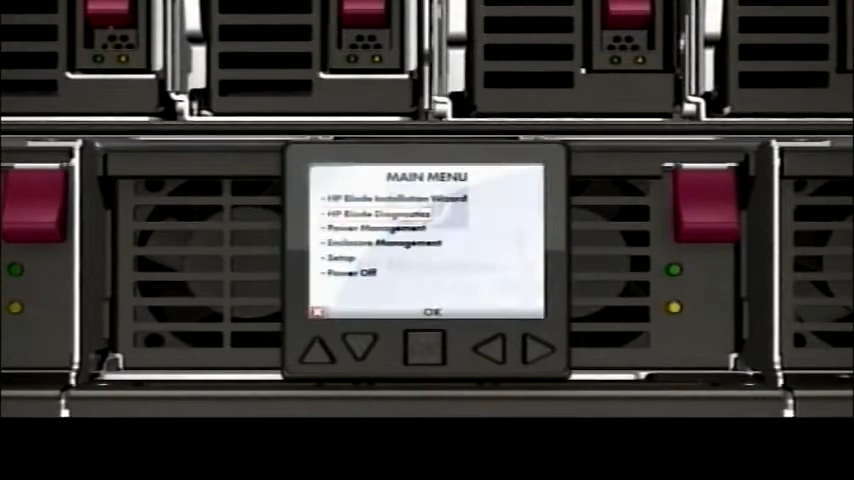 MAIN MENU
- HP Blade Installation Wizard
- HP Blade Diagnostics
- Power Management
- Enclosure Management
- Setup
- Power Off
OK